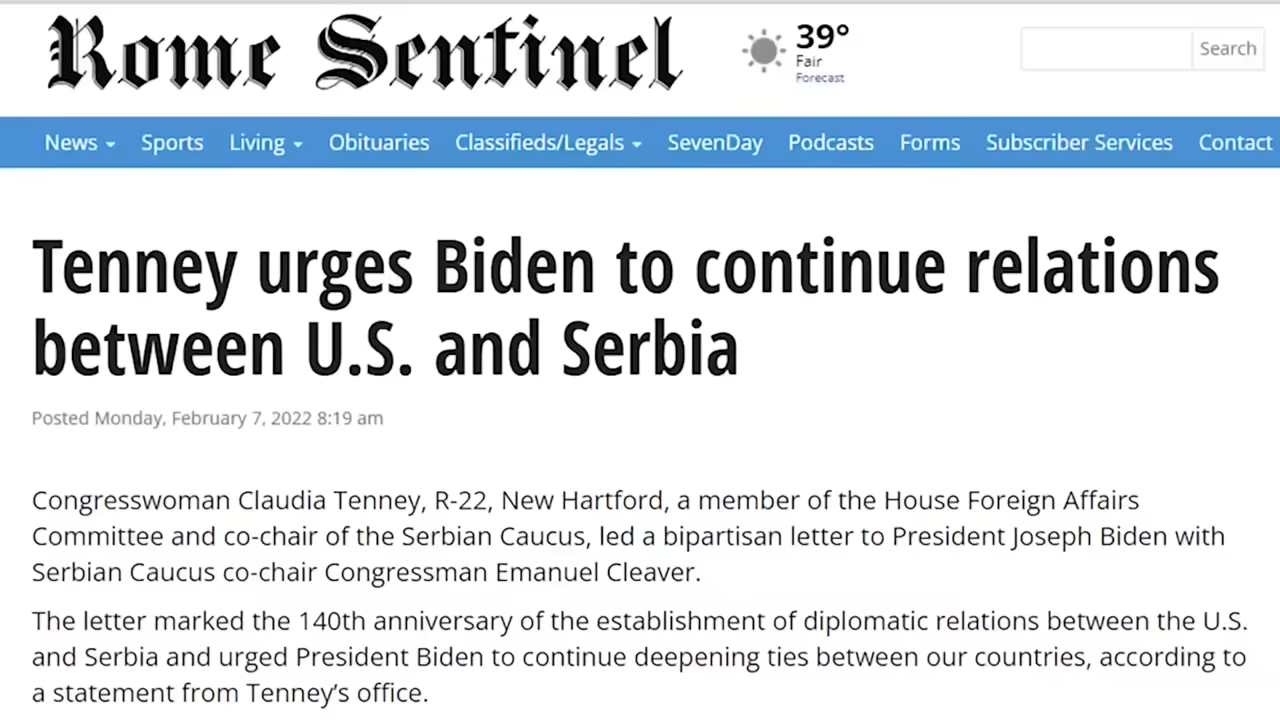 Rome Sentinel
39°
Fair
Forecast
Search
News Sports Living Obituaries Classifieds/Legals SevenDay Podcasts Forms Subscriber Services Contact
Tenney urges Biden to continue relations
between U.S. and Serbia
Posted Monday, February 7, 2022 8:19 am
Congresswoman Claudia Tenney, R-22, New Hartford, a member of the House Foreign Affairs
Committee and co-chair of the Serbian Caucus, led a bipartisan letter to President Joseph Biden with
Serbian Caucus co-chair Congressman Emanuel Cleaver.
The letter marked the 140th anniversary of the establishment of diplomatic relations between the U.S.
and Serbia and urged President Biden to continue deepening ties between our countries, according to
a statement from Tenney’s office.